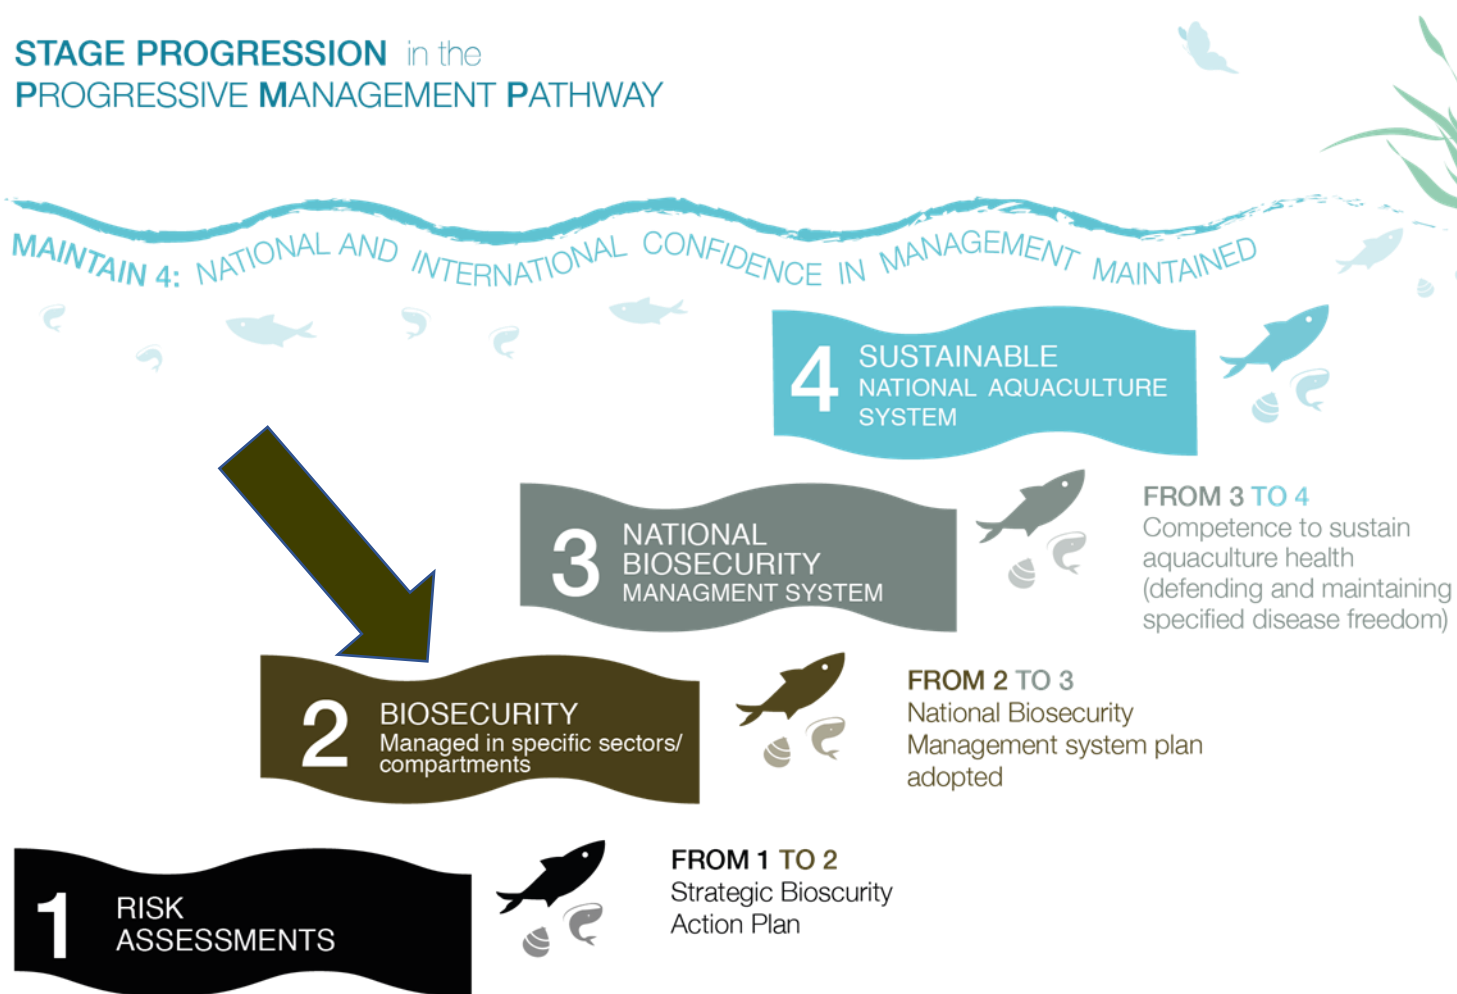 STAGE PROGRESSION in the
PROGRESSIVE MANAGEMENT PATHWAY
MAINTAIN 4: NATIONAL AND INTERNATIONAL CONFIDENCE IN MANAGEMENT MAINTAINED
4 SUSTAINABLE
NATIONAL AQUACULTURE
SYSTEM
FROM 3 TO 4
Competence to sustain
aquaculture health
(defending and maintaining
specified disease freedom)
3 NATIONAL
BIOSECURITY
MANAGMENT SYSTEM
FROM 2 TO 3
National Biosecurity
Management system plan
adopted
2 BIOSECURITY
Managed in specific sectors/
compartments
FROM 1 TO 2
Strategic Bioscurity
Action Plan
1 RISK
ASSESSMENTS